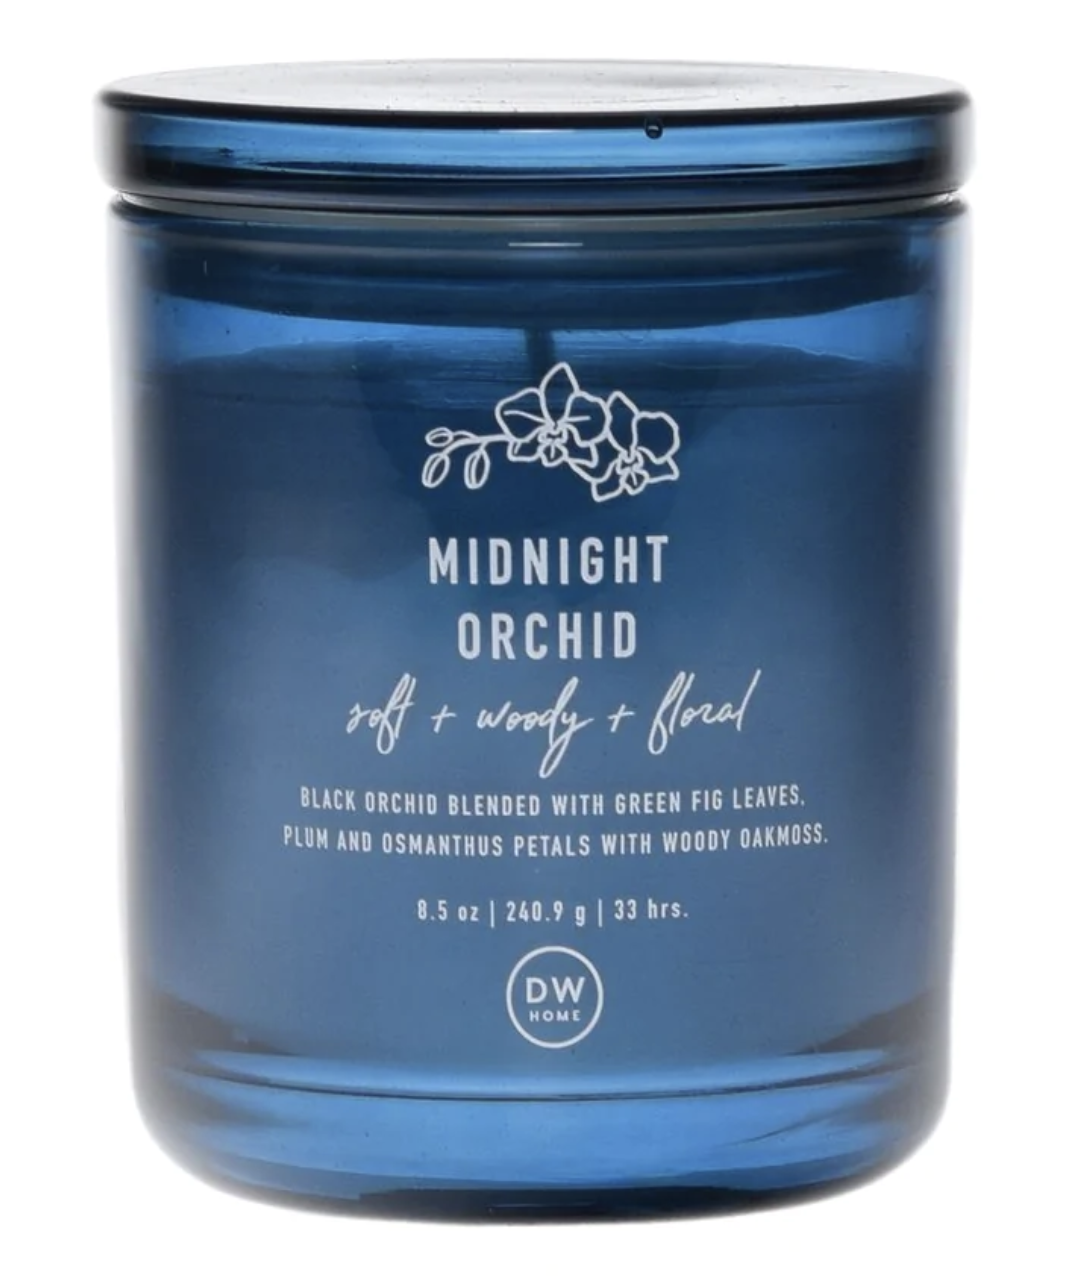 MIDNIGHT
ORCHID
soft + woody + floral
BLACK ORCHID BLENDED WITH GREEN FIG LEAVES.
PLUM AND OSMANTHUS PETALS WITH WOODY OAKMOSS.
8.5 oz | 240.9 g | 33 hrs.
DW
HOME